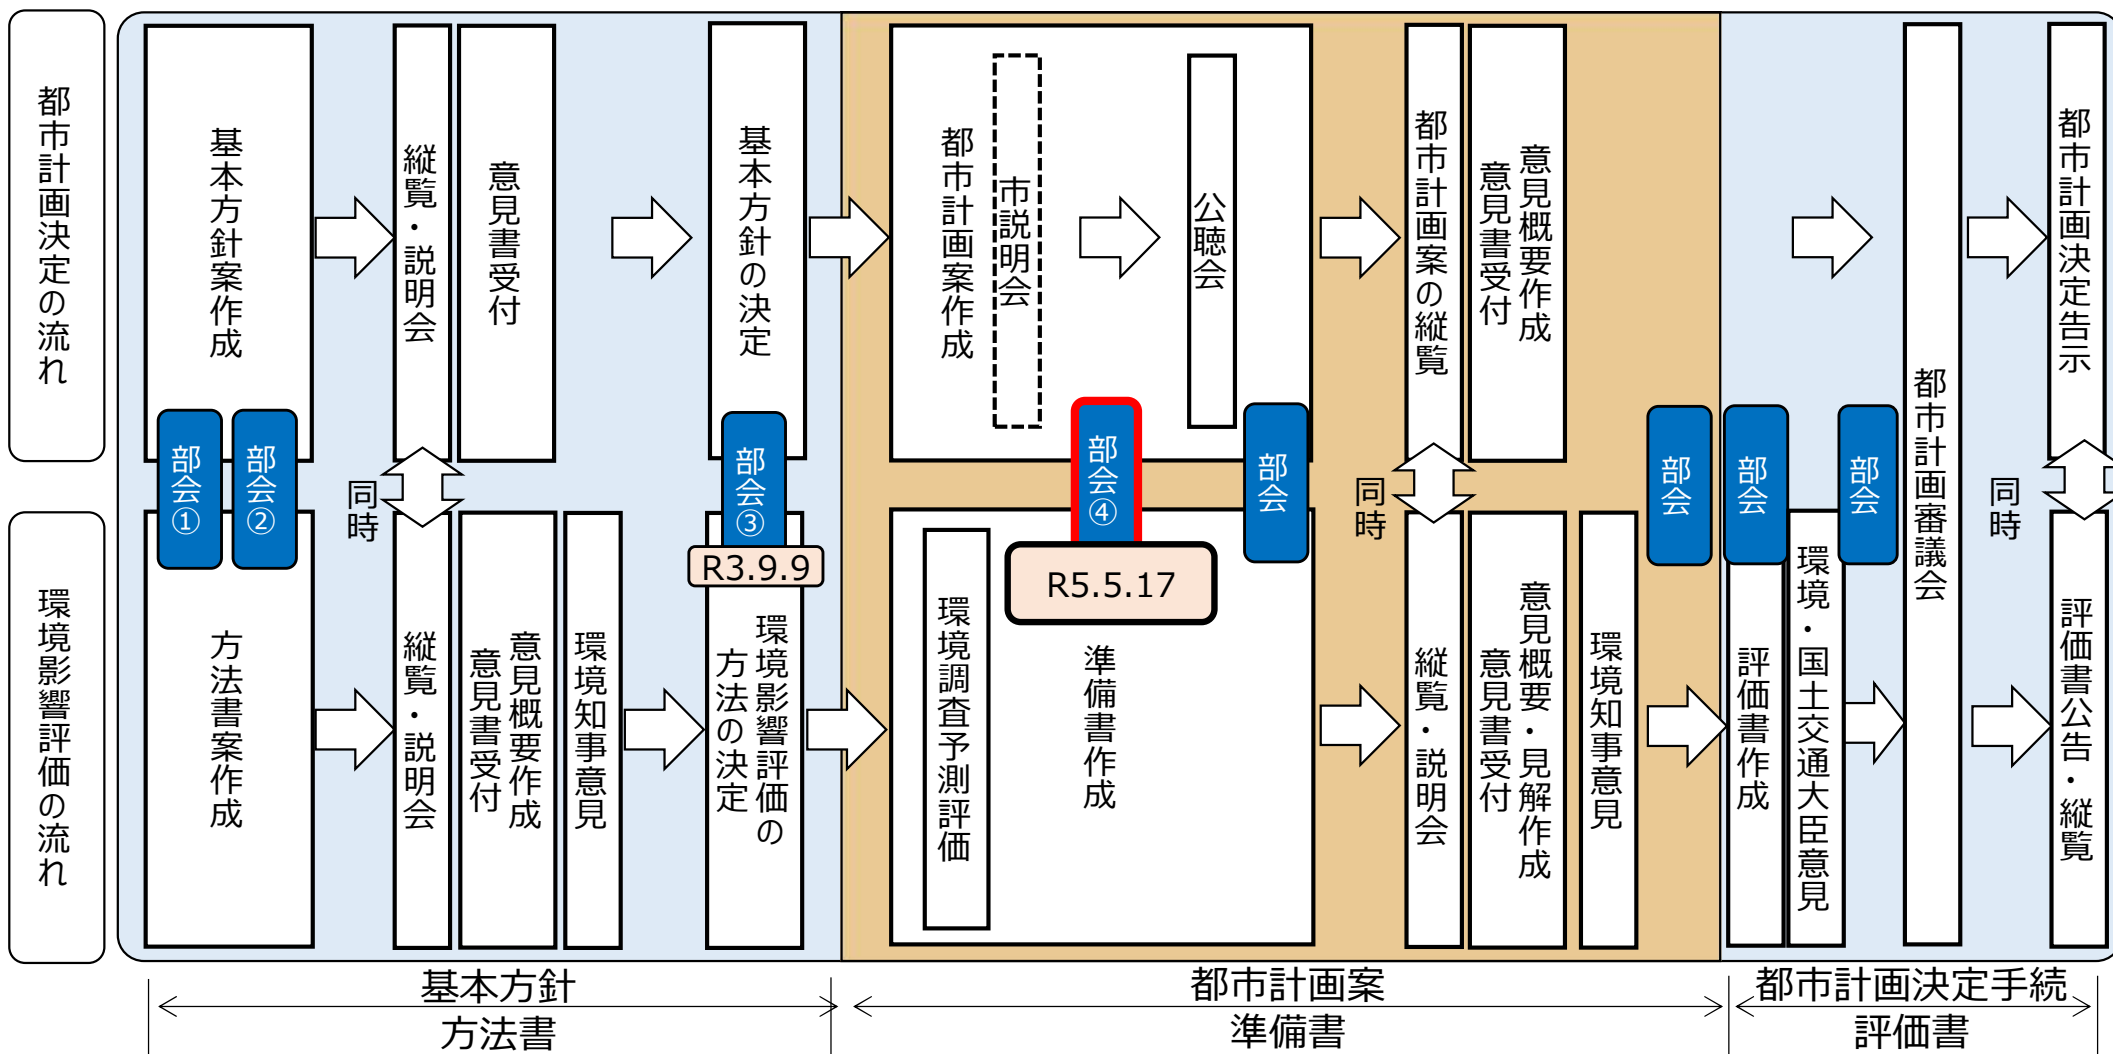 都市計画決定の流れ
基本方針案作成
縦覧・説明会
意見書受付
基本方針の決定
都市計画案作成
市説明会
公聴会
都市計画案の縦覧
意見概要作成
意見書受付
都市計画審議会
都市計画決定告示
部会①
部会②
同時
部会③
R3.9.9
部会④
R5.5.17
部会
同時
部会
部会
部会
同時
環境影響評価の流れ
方法書案作成
縦覧・説明会
意見概要作成
意見書受付
環境知事意見
環境影響評価の
方法の決定
環境調査予測評価
準備書作成
縦覧・説明会
意見概要・見解作成
意見書受付
環境知事意見
評価書作成
環境・国土交通大臣意見
評価書公告・縦覧
基本方針
方法書
都市計画案
準備書
都市計画決定手続
評価書